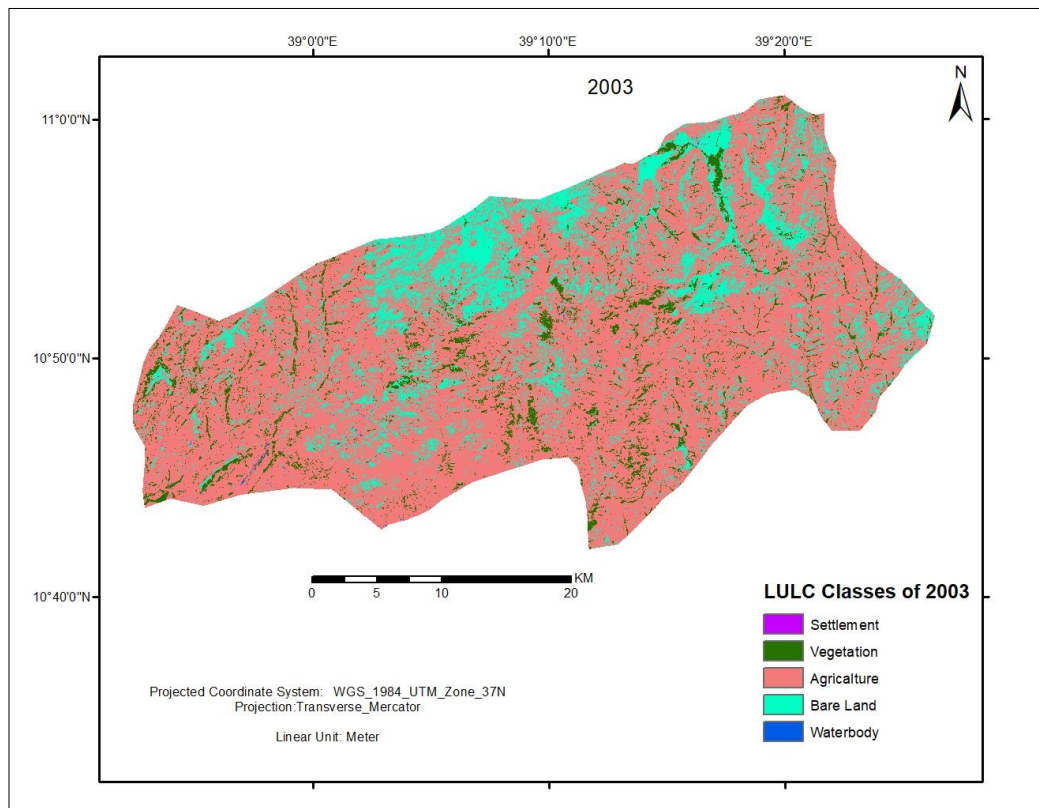 39°0'0"E 39°10'0"E 39°20'0"E
2003
N
11°0'0"N
10°50'0"N
10°40'0"N
KM
0 5 10 20
LULC Classes of 2003
Settlement
Vegetation
Agricalture
Bare Land
Waterbody
Projected Coordinate System: WGS_1984_UTM_Zone_37N
Projection:Transverse_Mercator
Linear Unit: Meter